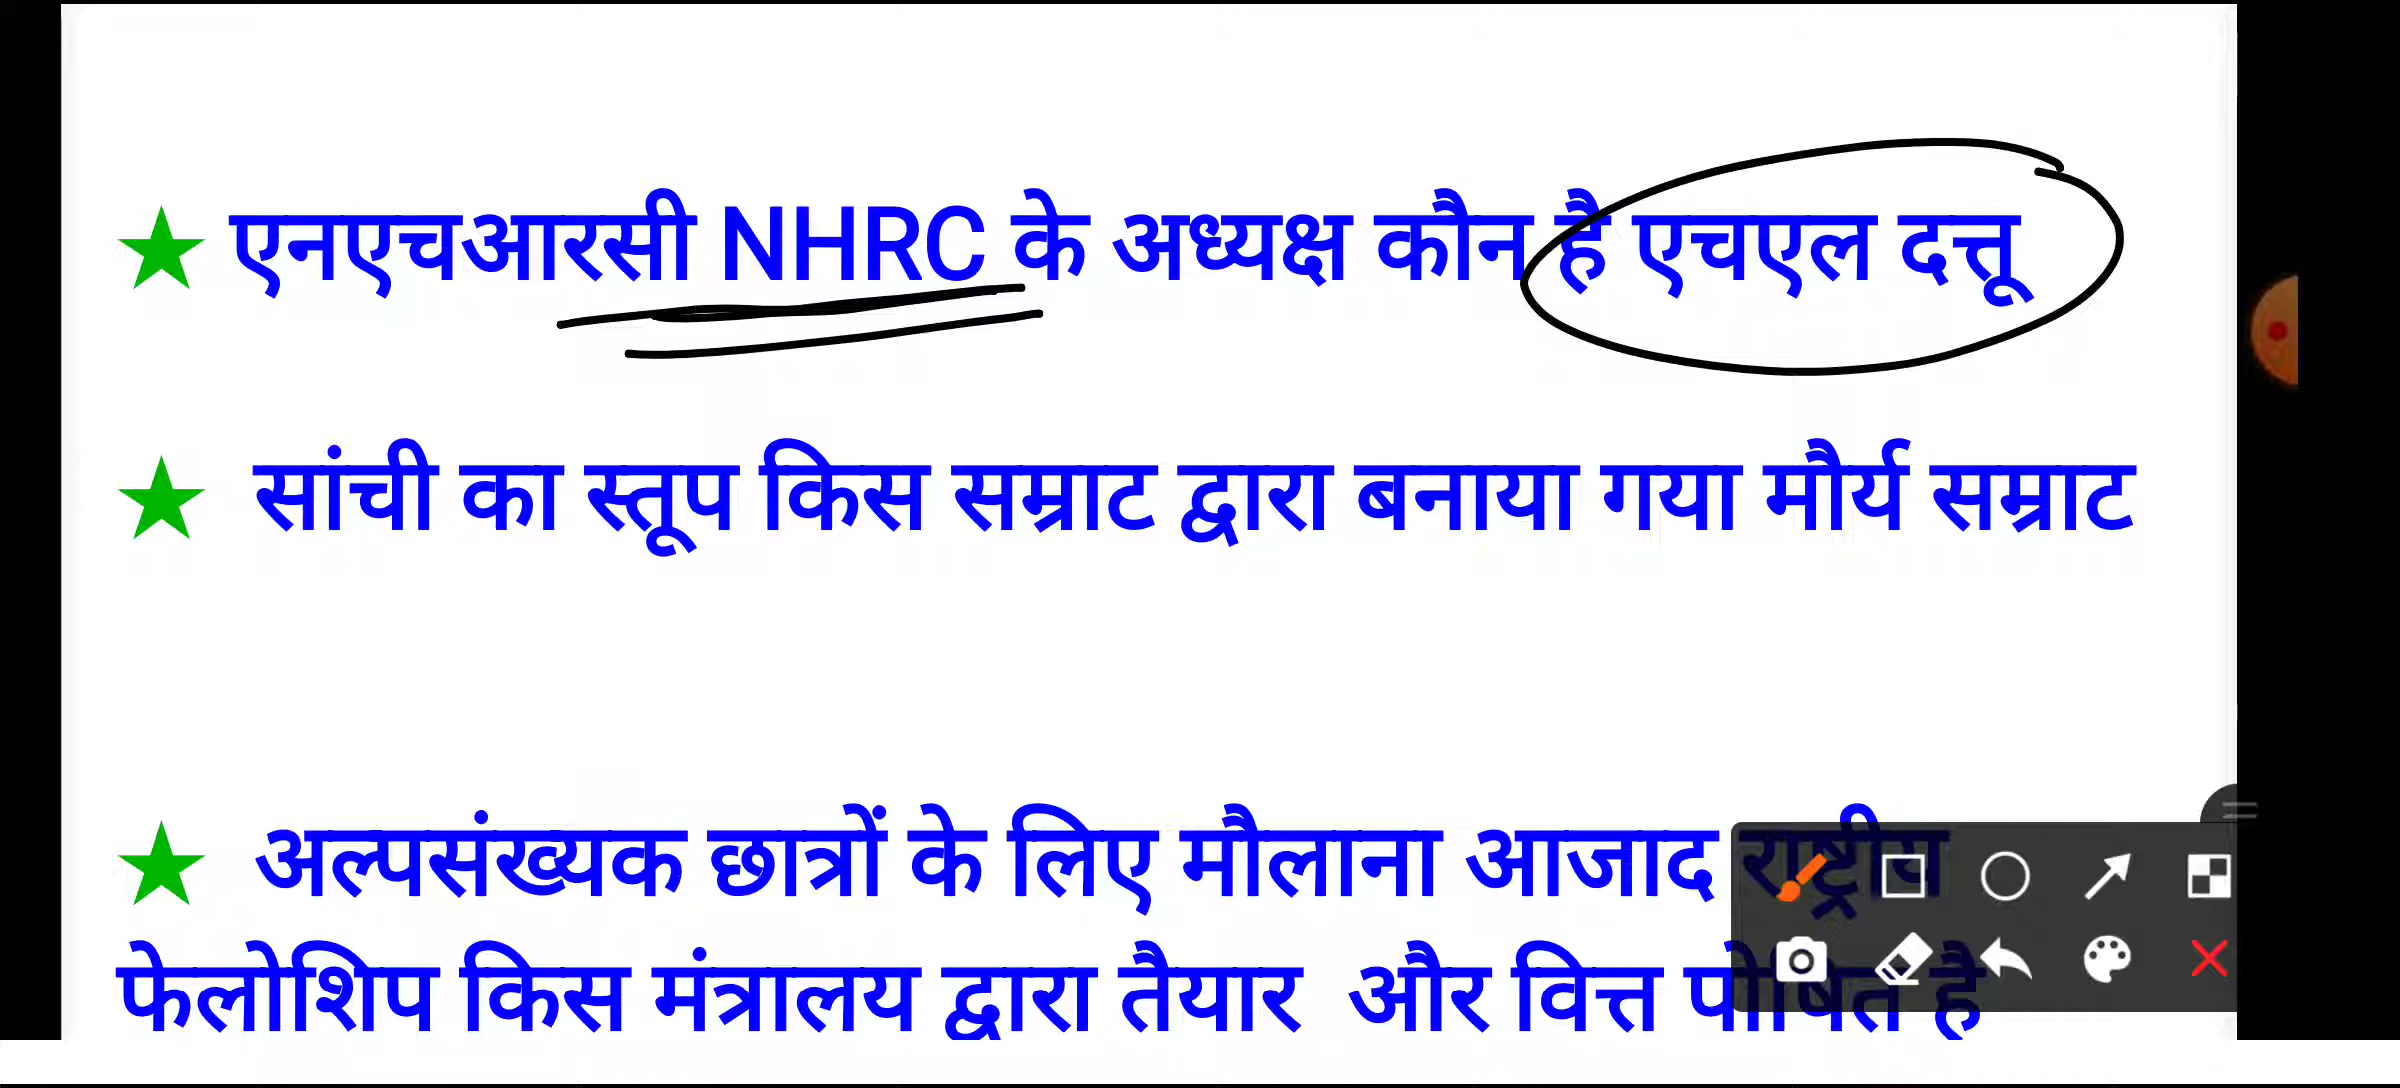 ★ एनएचआरसी NHRC के अध्यक्ष कौन है एचएल दत्तू
★ सांची का स्तूप किस सम्राट द्वारा बनाया गया मौर्य सम्राट
★ अल्पसंख्यक छात्रों के लिए मौलाना आजाद राष्ट्रीय
फेलोशिप किस मंत्रालय द्वारा तैयार और वित्त पोषित है